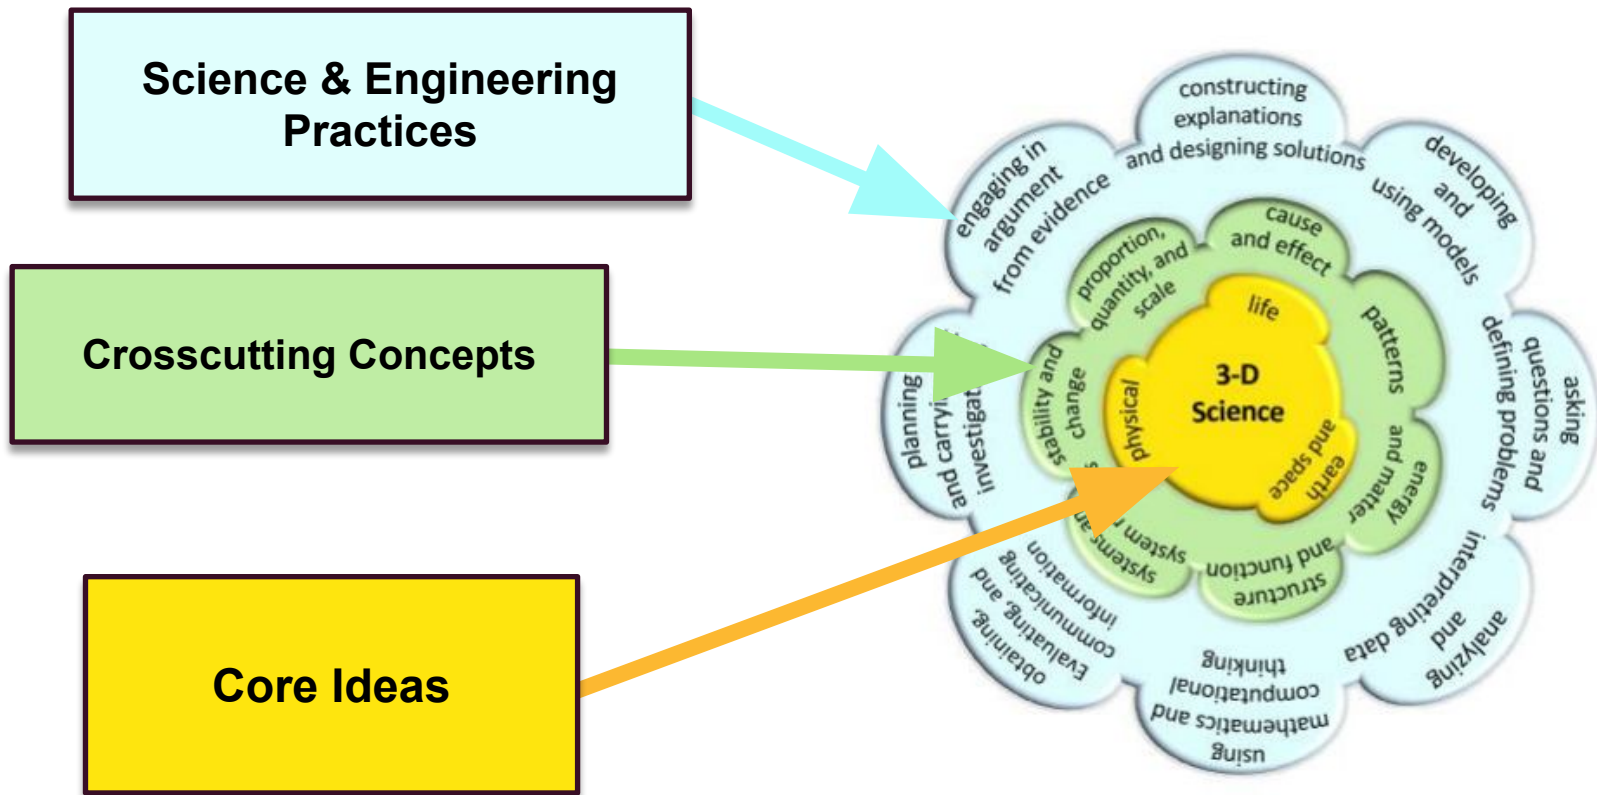 Science & Engineering
Practices
Crosscutting Concepts
Core Ideas
constructing
explanations
and designing solutions
developing
and
using models
asking
questions and
defining problems
analyzing
and
interpreting data
using
mathematics and
computational
thinking
obtaining,
Evaluating, and
communicating
information
planning
and
engaging in
argument
from evidence
cause
and effect
patterns
energy
and matter
structure
and function
systems
system
stability and
change
proportion,
quantity, and
scale
life
earth
and space
physical
3-D
Science